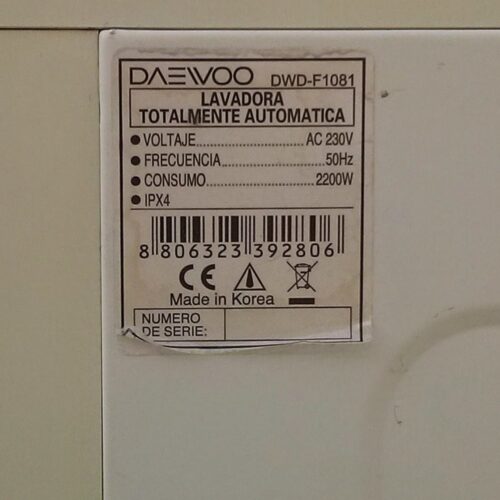 DAEWOO DWD-F1081
LAVADORA
TOTALMENTE AUTOMATICA
● VOLTAJE.......................... AC 230V
● FRECUENCIA...................... 50Hz
● CONSUMO........................ 2200W
● IPX4
8 806323 392806
CE
Made in Korea
NUMERO
DE SERIE: